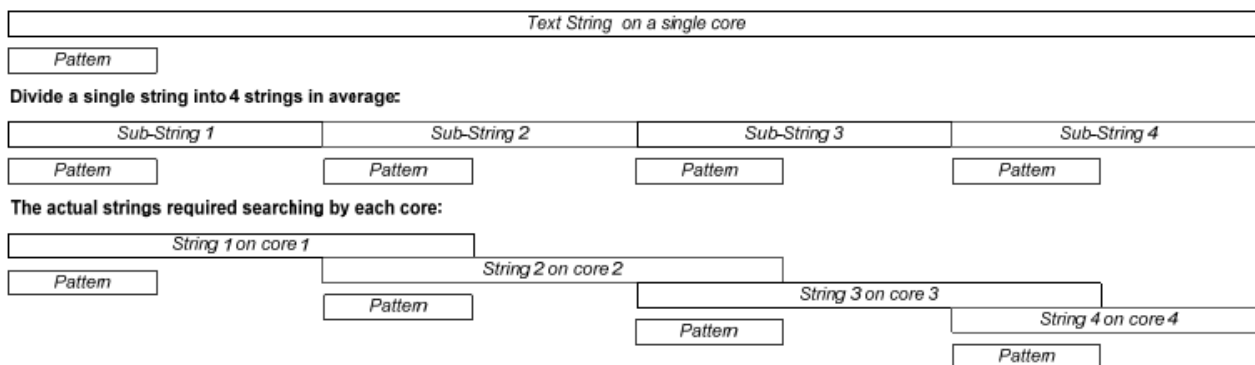 Text String on a single core
Pattern
Divide a single string into 4 strings in average:
Sub-String 1 Sub-String 2 Sub-String 3 Sub-String 4
Pattern Pattern Pattern Pattern
The actual strings required searching by each core:
String 1 on core 1
String 2 on core 2
Pattern
String 3 on core 3
Pattern
String 4 on core 4
Pattern
Pattern